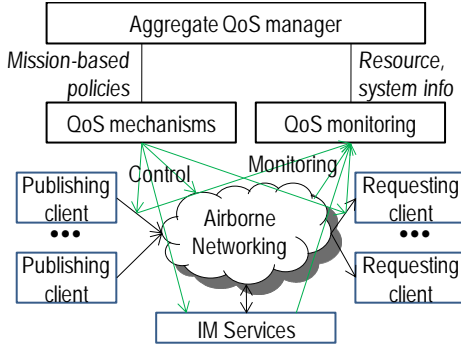 Aggregate QoS manager
Mission-based
policies
Resource,
system info
QoS mechanisms
QoS monitoring
Control
Monitoring
Publishing
client
•••
Publishing
client
Airborne
Networking
Requesting
client
•••
Requesting
client
IM Services